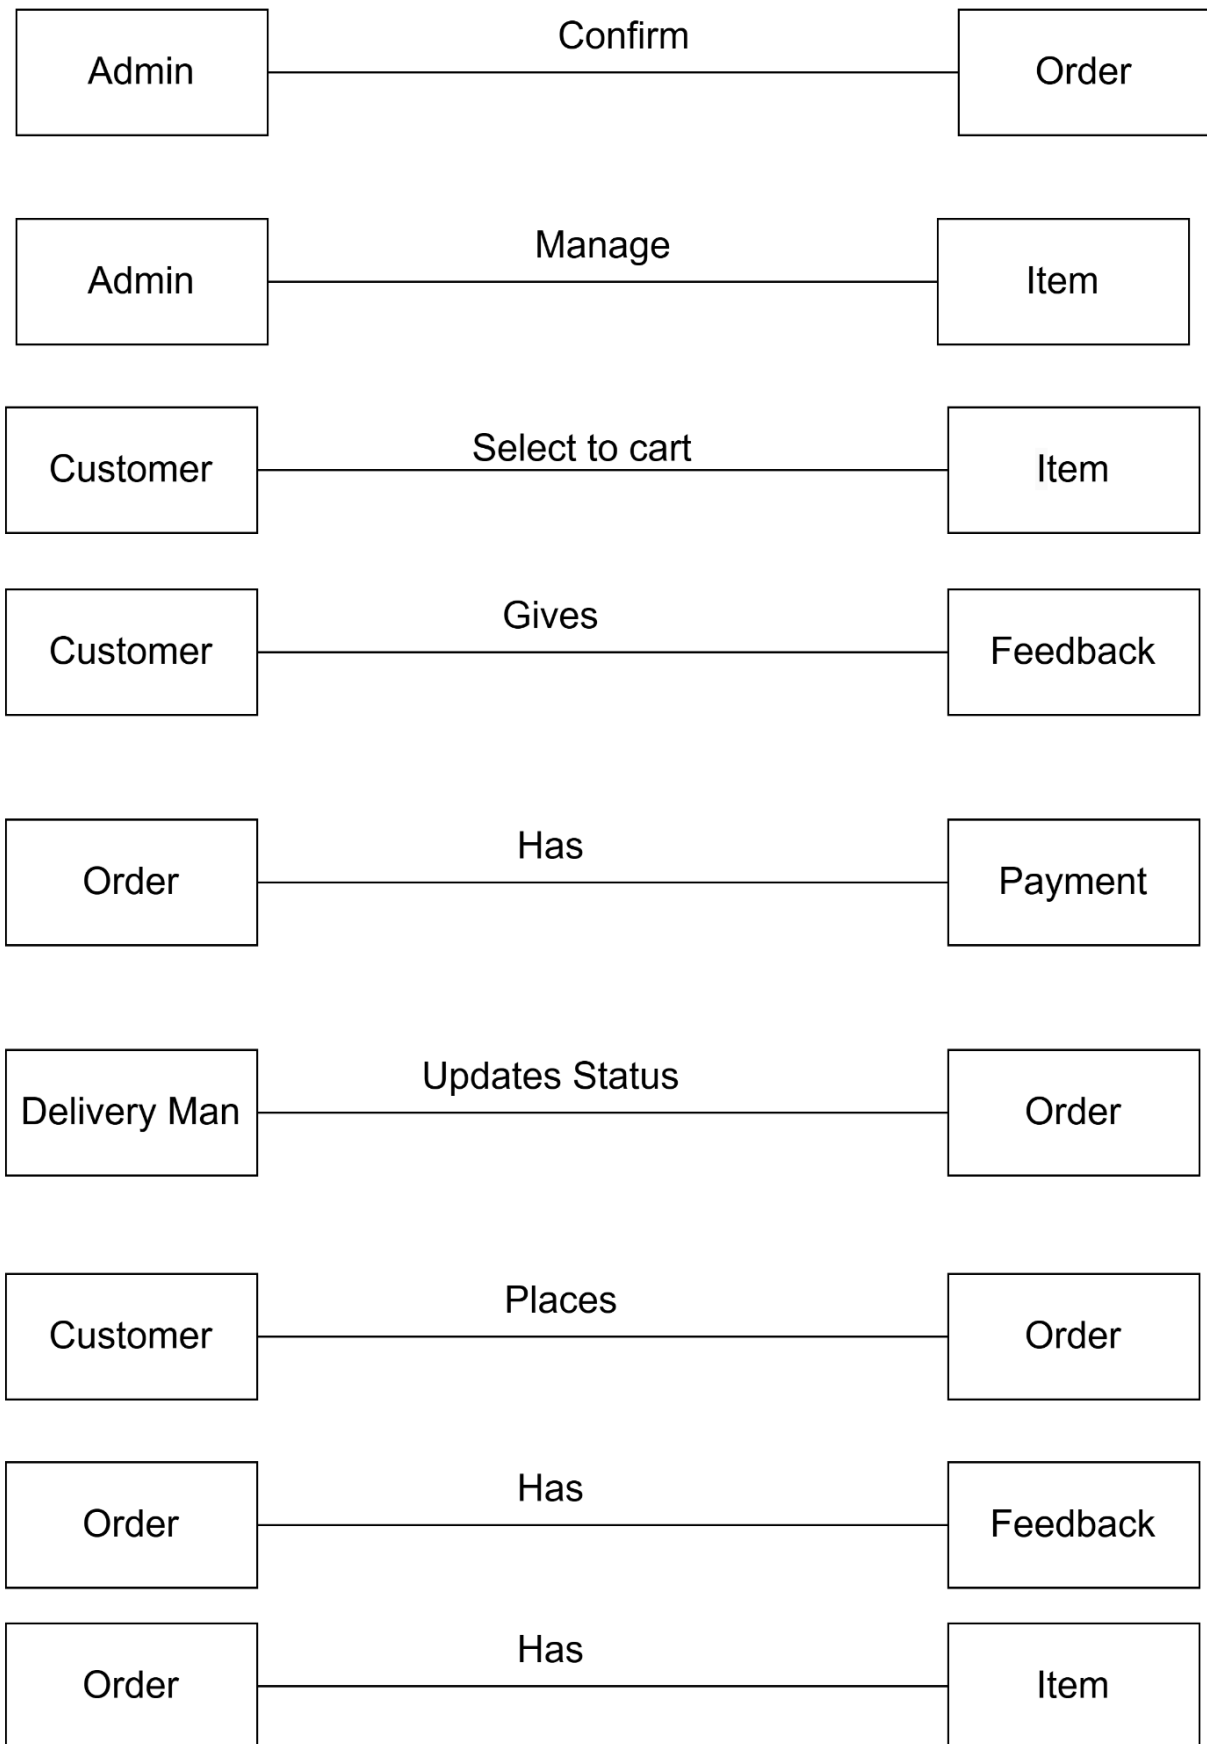 Admin Confirm Order
Admin Manage Item
Customer Select to cart Item
Customer Gives Feedback
Order Has Payment
Delivery Man Updates Status Order
Customer Places Order
Order Has Feedback
Order Has Item